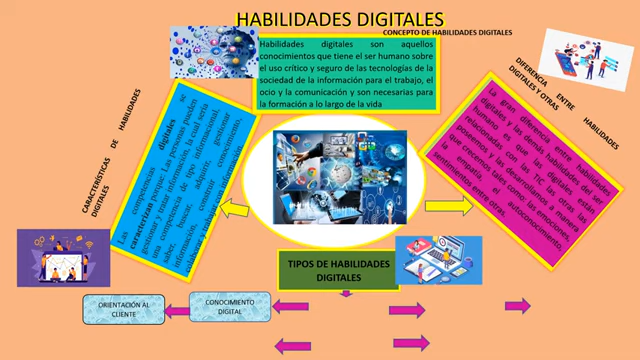 HABILIDADES DIGITALES
CONCEPTO DE HABILIDADES DIGITALES
Habilidades digitales son aquellos
conocimientos que tiene el ser humano sobre
el uso crítico y seguro de las tecnologías de la
sociedad de la información para el trabajo, el
ocio y la comunicación y son necesarias para
la formación a lo largo de la vida
DIFERENCIA ENTRE HABILIDADES
DIGITALES Y OTRAS
La gran diferencia entre habilidades
digitales y las demás habilidades del ser
humano es que las digitales están
relacionadas con las TIC las otras las
poseemos y las desarrollamos a manera
que crecemos tales como: las emociones,
la empatía, el autoconocimiento,
sentimientos entre otras.
CARACTERÍSTICAS DE HABILIDADES
DIGITALES
Las competencias digitales se
caracterizan porque: Las personas pueden
gestionar y tratar información, la cual sería
una competencia de tipo informacional,
saber buscar, adquirir, gestionar
información, comunicar conocimiento,
colaborar y trabajar con información
TIPOS DE HABILIDADES
DIGITALES
ORIENTACIÓN AL
CLIENTE
CONOCIMIENTO
DIGITAL